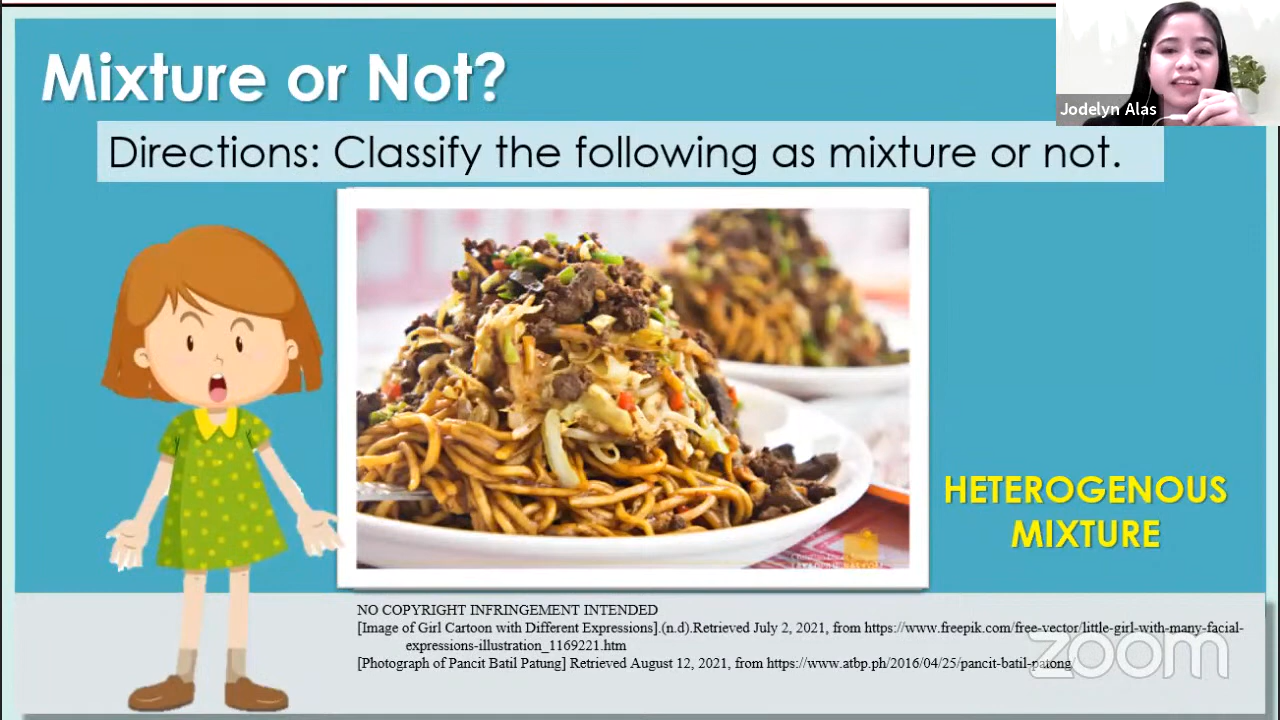 Mixture or Not?
Jodelyn Alas
Directions: Classify the following as mixture or not.
HETEROGENOUS
MIXTURE
NO COPYRIGHT INFRINGEMENT INTENDED
[Image of Girl Cartoon with Different Expressions].(n.d).Retrieved July 2, 2021, from https://www.freepik.com/free-vector/little-girl-with-many-facial-
expressions-illustration_1169221.htm
[Photograph of Pancit Batil Patung] Retrieved August 12, 2021, from https://www.atbp.ph/2016/04/25/pancit-batil-patong/
zoom